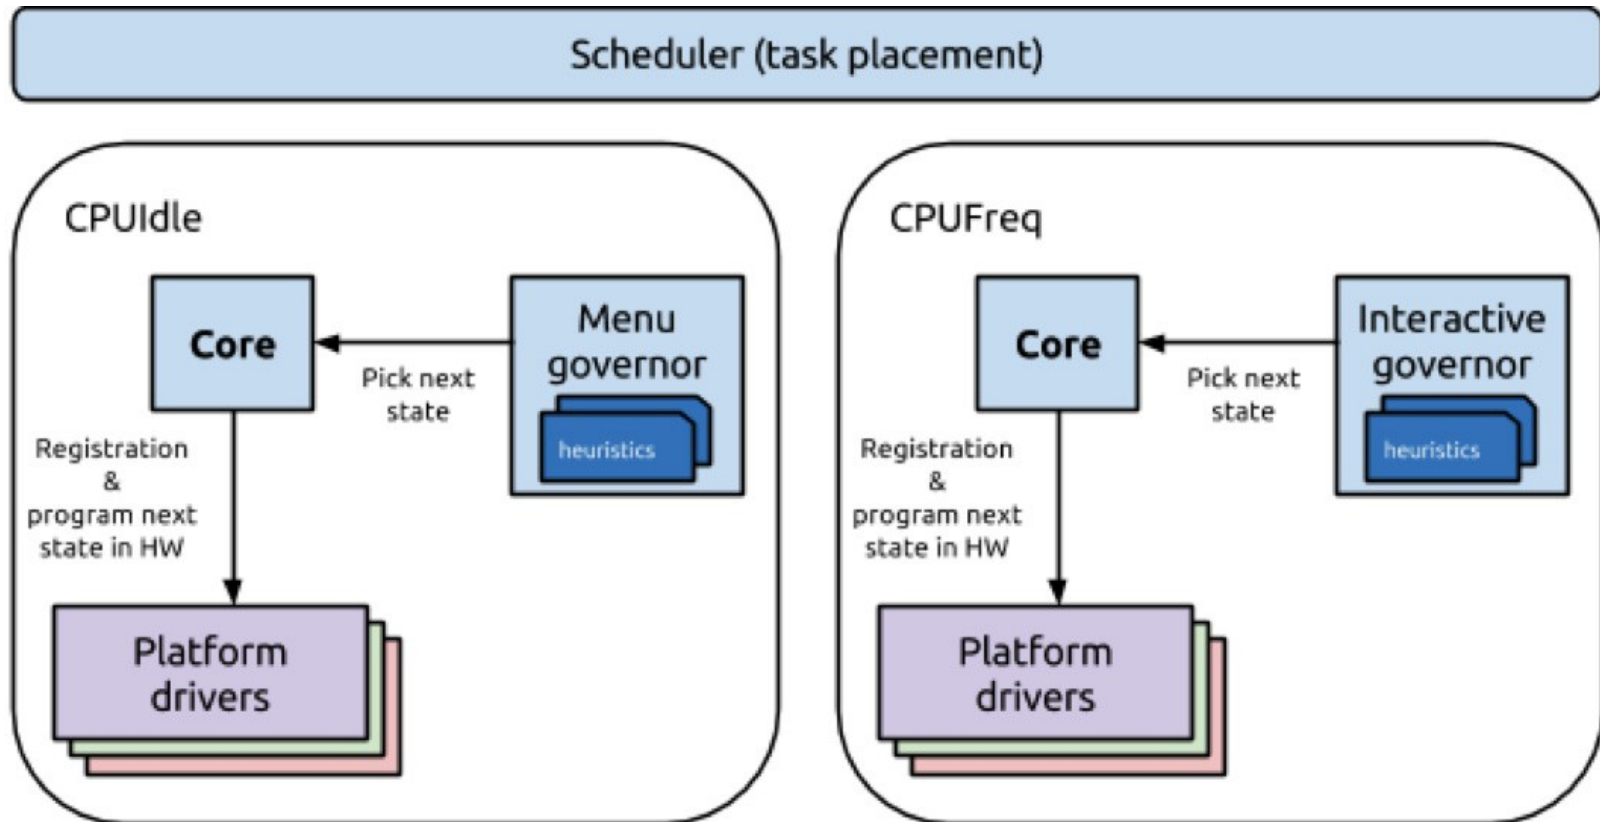 Scheduler (task placement)
CPUIdle
Core
Menu
governor
heuristics
Pick next
state
Registration
&
program next
state in HW
Platform
drivers
CPUFreq
Core
Interactive
governor
heuristics
Pick next
state
Registration
&
program next
state in HW
Platform
drivers